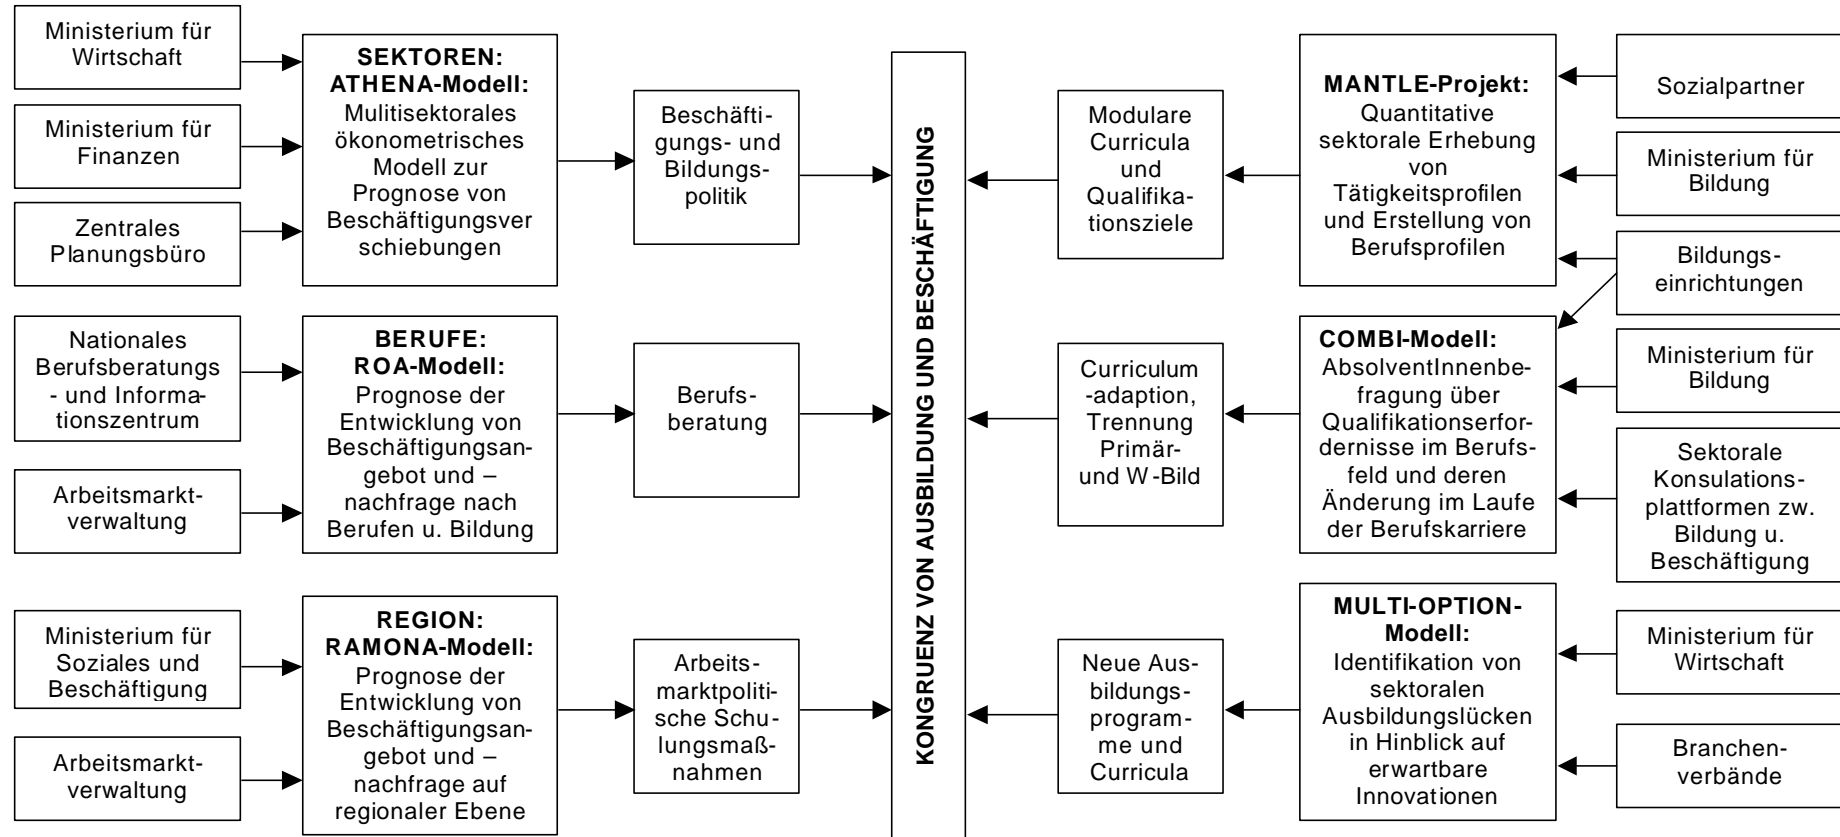 Ministerium für
Wirtschaft
Ministerium für
Finanzen
Zentrales
Planungsbüro
SEKTOREN:
ATHENA-Modell:
Mulitisektorales
ökonometrisches
Modell zur
Prognose von
Beschäftigungsver
schiebungen
Beschäfti-
gungs- und
Bildungs-
politik
Nationales
Berufsberatungs
- und Informa-
tionszentrum
Arbeitsmarkt-
verwaltung
BERUFE:
ROA-Modell:
Prognose der
Entwicklung von
Beschäftigungsan-
gebot und –
nachfrage nach
Berufen u. Bildung
Berufs-
beratung
Ministerium für
Soziales und
Beschäftigung
Arbeitsmarkt-
verwaltung
REGION:
RAMONA-Modell:
Prognose der
Entwicklung von
Beschäftigungsan-
gebot und –
nachfrage auf
regionaler Ebene
Arbeits-
marktpoliti-
sche Schu-
lungsmaß-
nahmen
KONGRUENZ VON AUSBILDUNG UND BESCHÄFTIGUNG
Modulare
Curricula
und
Qualifika-
tionsziele
MANTLE-Projekt:
Quantitative
sektorale Erhebung
von
Tätigkeitsprofilen
und Erstellung von
Berufsprofilen
Sozialpartner
Ministerium für
Bildung
Bildungs-
einrichtungen
Curriculum
-adaption,
Trennung
Primär-
und W-Bild
COMBI-Modell:
AbsolventInnenbe-
fragung über
Qualifikationserfor-
dernisse im Berufs-
feld und deren
Änderung im Laufe
der Berufskarriere
Ministerium für
Bildung
Sektorale
Konsulations-
plattformen zw.
Bildung u.
Beschäftigung
Neue Aus-
bildungs-
program-
me und
Curricula
MULTI-OPTION-
Modell:
Identifikation von
sektoralen
Ausbildungslücken
in Hinblick auf
erwartbare
Innovationen
Ministerium für
Wirtschaft
Branchen-
verbände